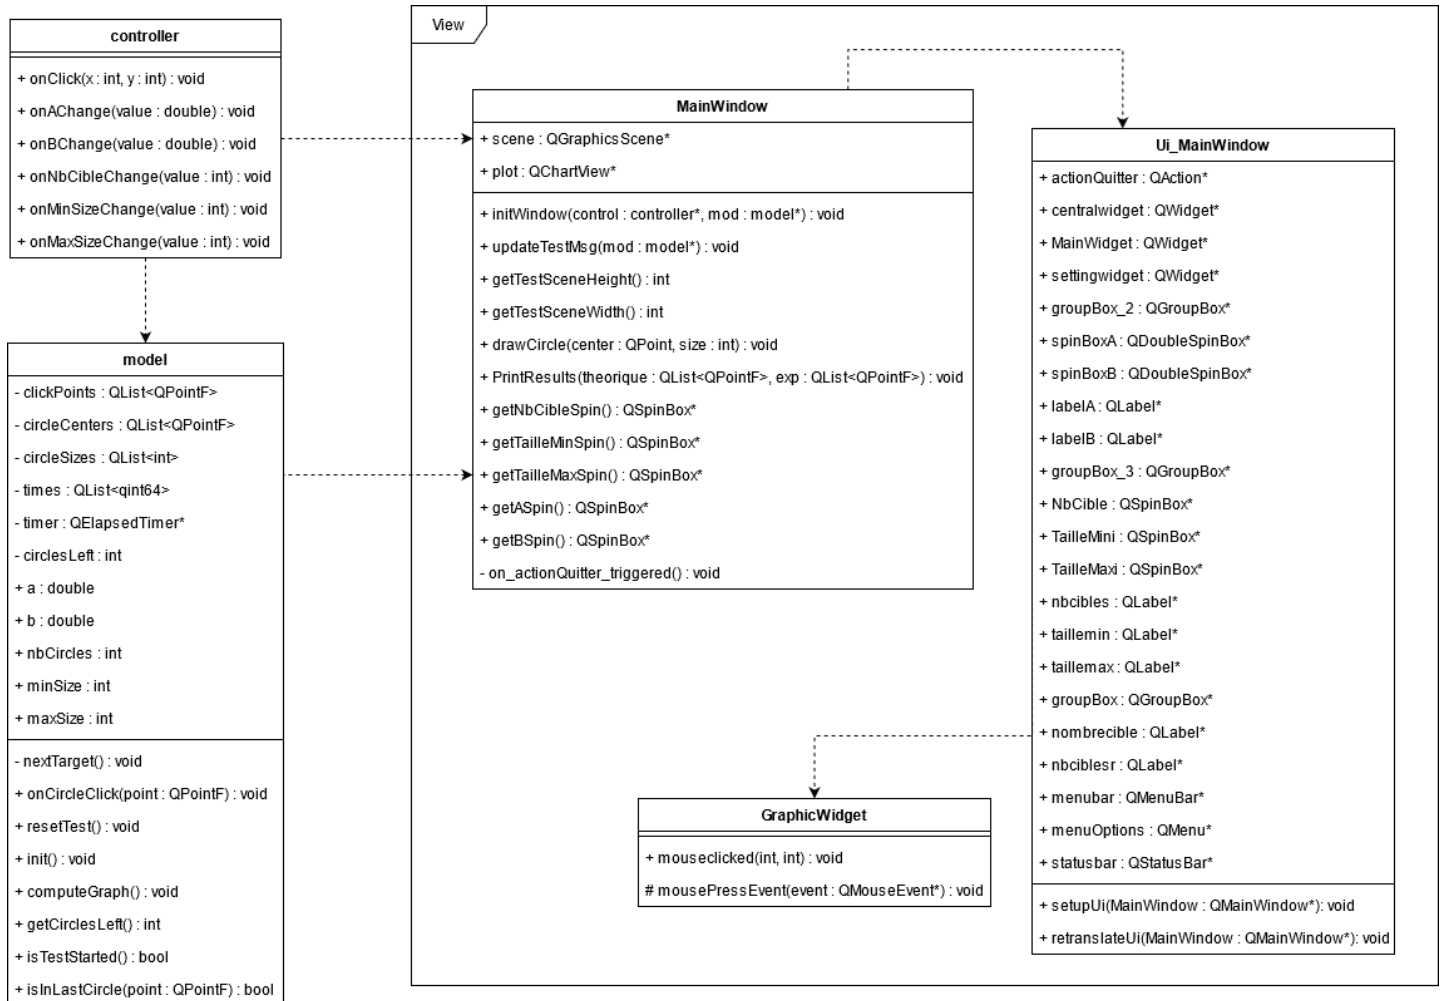 controller
+ onClick(x : int, y : int) : void
+ onAChange(value : double) : void
+ onBChange(value : double) : void
+ onNbCibleChange(value : int) : void
+ onMinSizeChange(value : int) : void
+ onMaxSizeChange(value : int) : void
model
- clickPoints : QList<QPointF>
- circleCenters : QList<QPointF>
- circleSizes : QList<int>
- times : QList<qint64>
- timer : QElapsedTimer*
- circlesLeft : int
+ a : double
+ b : double
+ nbCircles : int
+ minSize : int
+ maxSize : int
- nextTarget() : void
+ onCircleClick(point : QPointF) : void
+ resetTest() : void
+ init() : void
+ computeGraph() : void
+ getCirclesLeft() : int
+ isTestStarted() : bool
+ isInLastCircle(point : QPointF) : bool
View
MainWindow
+ scene : QGraphicsScene*
+ plot : QChartView*
+ initWindow(control : controller*, mod : model*) : void
+ updateTestMsg(mod : model*) : void
+ getTestSceneHeight() : int
+ getTestSceneWidth() : int
+ drawCircle(center : QPoint, size : int) : void
+ PrintResults(theorique : QList<QPointF>, exp : QList<QPointF>) : void
+ getNbCibleSpin() : QSpinBox*
+ getTailleMinSpin() : QSpinBox*
+ getTailleMaxSpin() : QSpinBox*
+ getASpin() : QSpinBox*
+ getBSpin() : QSpinBox*
- on_actionQuitter_triggered() : void
GraphicWidget
+ mouseclicked(int, int) : void
# mousePressEvent(event : QMouseEvent*) : void
Ui_MainWindow
+ actionQuitter : QAction*
+ centralwidget : QWidget*
+ MainWidget : QWidget*
+ settingwidget : QWidget*
+ groupBox_2 : QGroupBox*
+ spinBoxA : QDoubleSpinBox*
+ spinBoxB : QDoubleSpinBox*
+ labelA : QLabel*
+ labelB : QLabel*
+ groupBox_3 : QGroupBox*
+ NbCible : QSpinBox*
+ TailleMini : QSpinBox*
+ TailleMaxi : QSpinBox*
+ nbcibles : QLabel*
+ taillemin : QLabel*
+ taillemax : QLabel*
+ groupBox : QGroupBox*
+ nombrecible : QLabel*
+ nbciblesr : QLabel*
+ menubar : QMenuBar*
+ menuOptions : QMenu*
+ statusbar : QStatusBar*
+ setupUi(MainWindow : QMainWindow*): void
+ retranslateUi(MainWindow : QMainWindow*): void